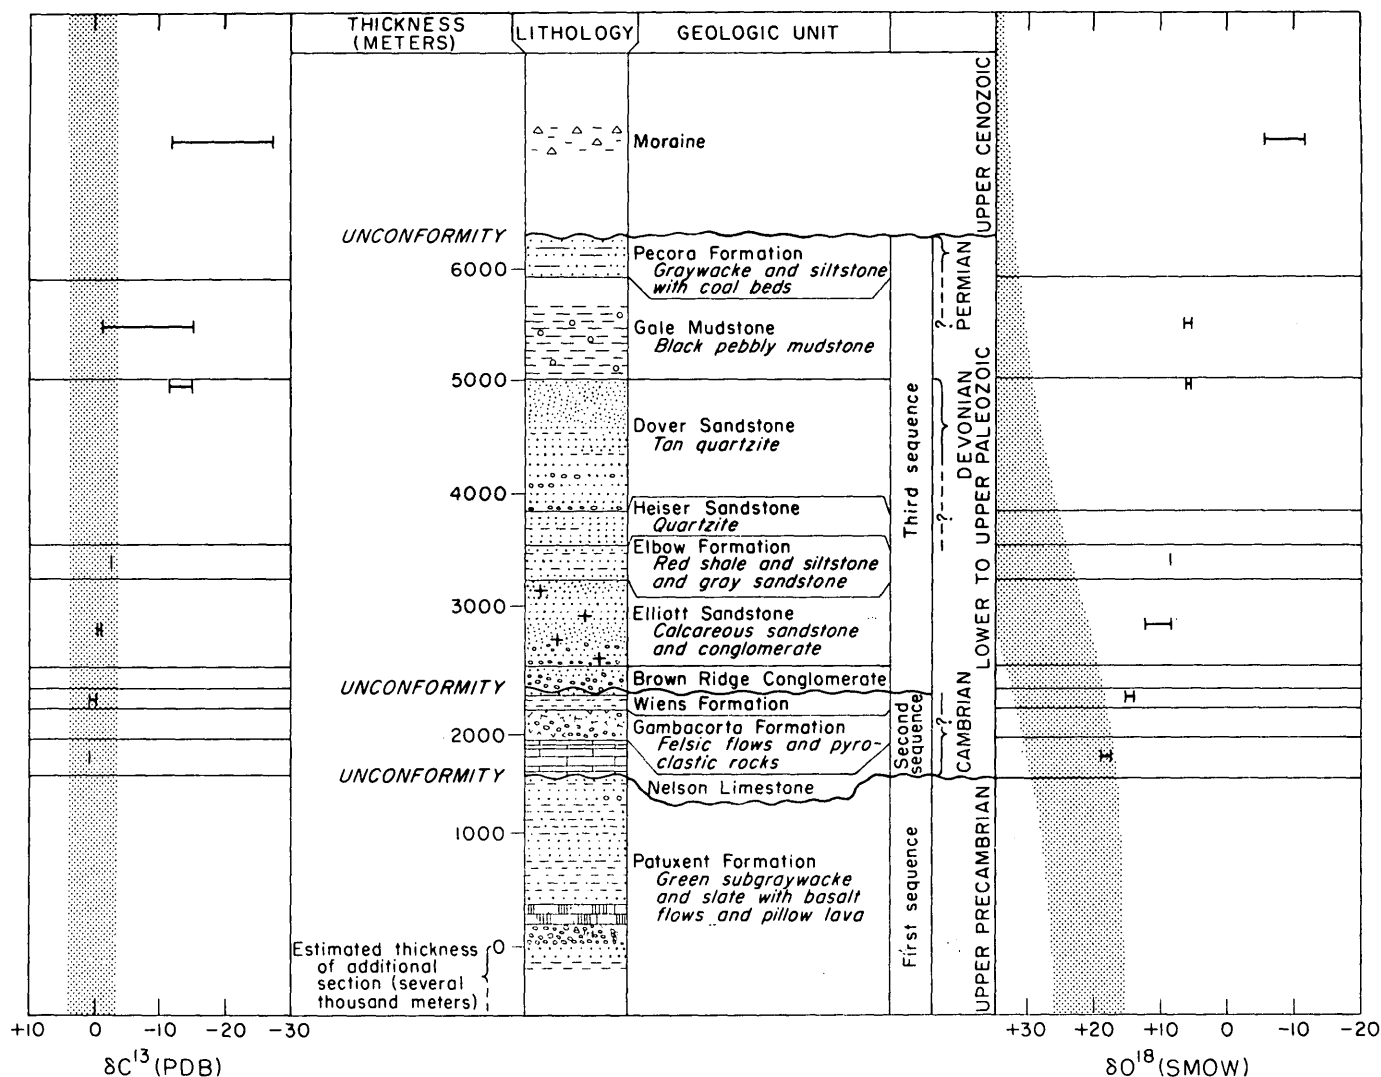 THICKNESS
(METERS)
LITHOLOGY
GEOLOGIC UNIT
UPPER CENOZOIC
Moraine
UNCONFORMITY
6000
Pecora Formation
Graywacke and siltstone
with coal beds
PERMIAN
?
Gale Mudstone
Black pebbly mudstone
5000
Third sequence
DEVONIAN
?
LOWER TO UPPER PALEOZOIC
Dover Sandstone
Tan quartzite
4000
Heiser Sandstone
Quartzite
Elbow Formation
Red shale and siltstone
and gray sandstone
3000
Elliott Sandstone
Calcareous sandstone
and conglomerate
Brown Ridge Conglomerate
UNCONFORMITY
Wiens Formation
Second
sequence
?
CAMBRIAN
2000
Gambacorta Formation
Felsic flows and pyro-
clastic rocks
UNCONFORMITY
Nelson Limestone
1000
Patuxent Formation
Green subgraywacke
and slate with basalt
flows and pillow lava
First sequence
UPPER PRECAMBRIAN
0
Estimated thickness
of additional
section (several
thousand meters)
+10 0 -10 -20 -30
δC13 (PDB)
+30 +20 +10 0 -10 -20
δO18 (SMOW)